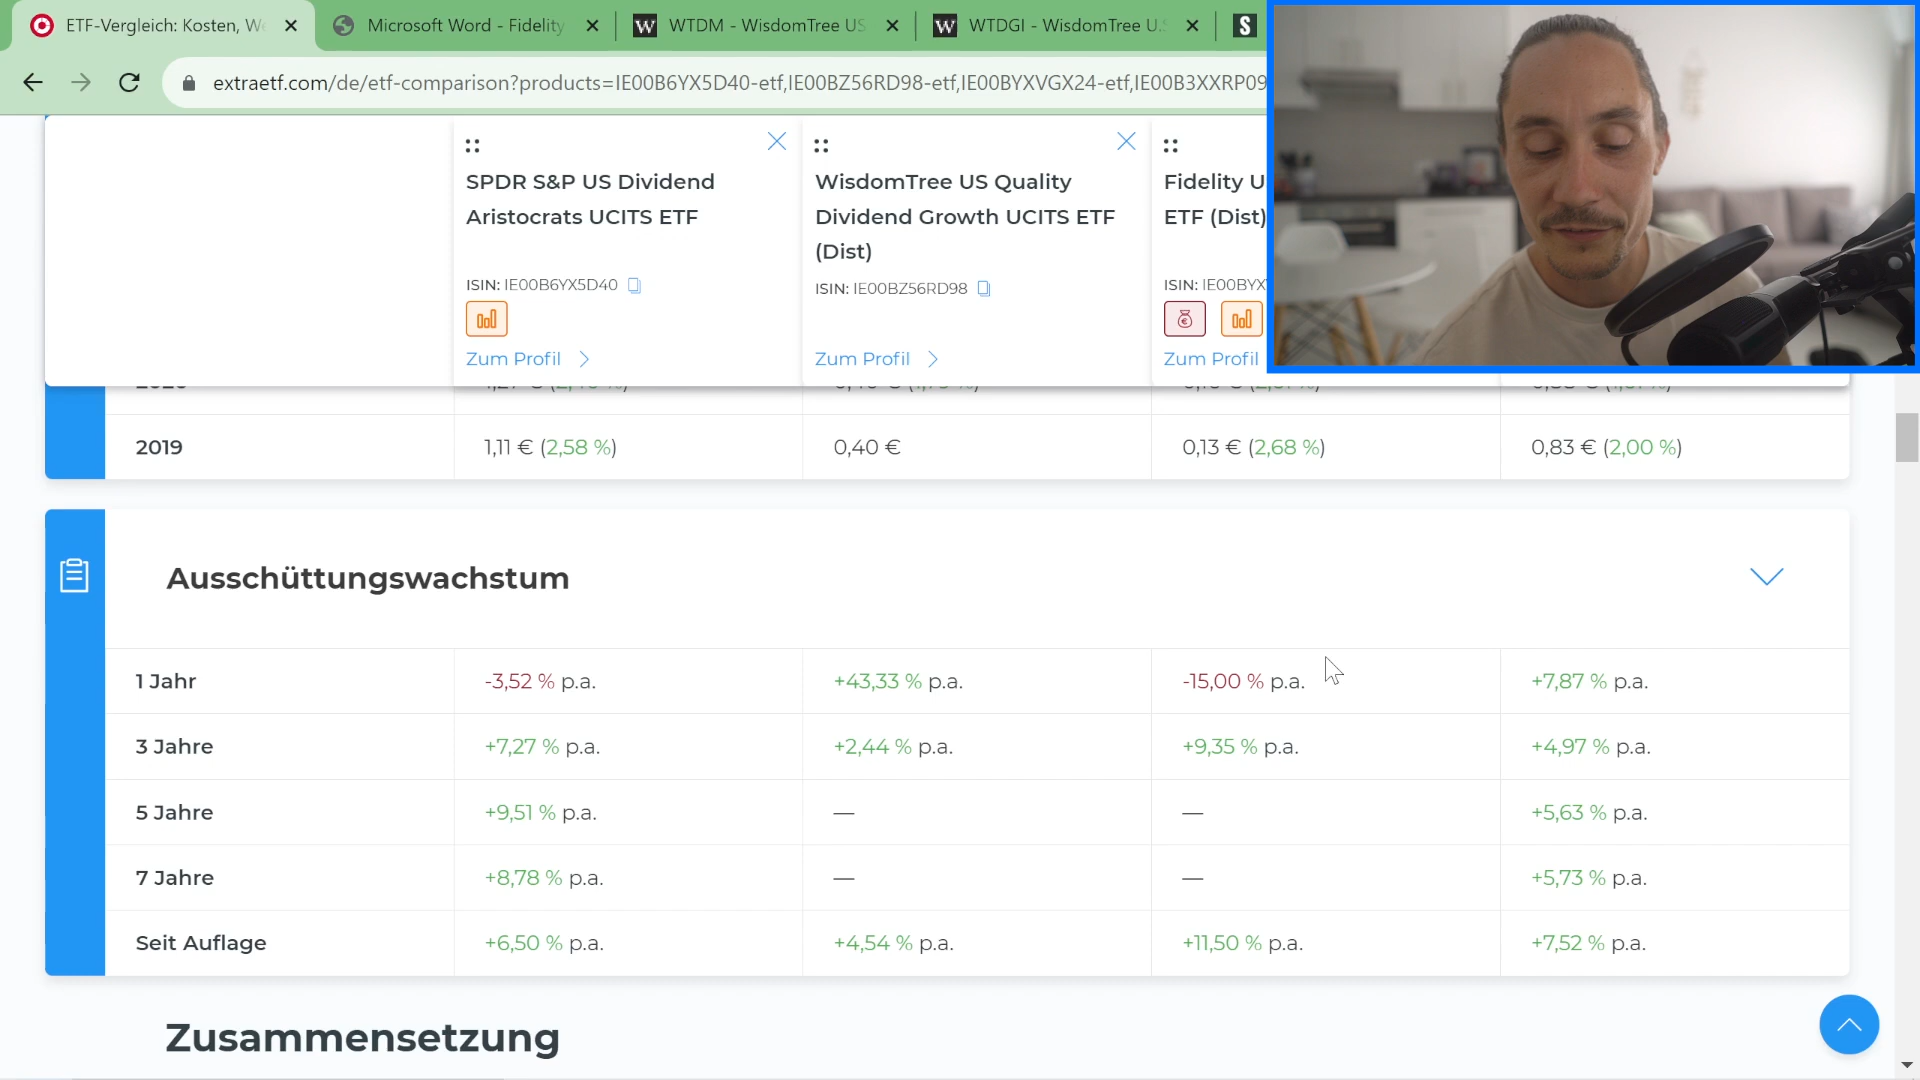 ETF-Vergleich: Kosten, We
Microsoft Word - Fidelity
WTDM - WisdomTree US
WTDGI - WisdomTree U.S
extraetf.com/de/etf-comparison?products=IE00B6YX5D40-etf,IE00BZ56RD98-etf,IE00BYXVGX24-etf,IE00B3XXRP09
SPDR S&P US Dividend
Aristocrats UCITS ETF
ISIN: IE00B6YX5D40
Zum Profil
WisdomTree US Quality
Dividend Growth UCITS ETF
(Dist)
ISIN: IE00BZ56RD98
Zum Profil
Fidelity U
ETF (Dist)
ISIN: IE00BYX
Zum Profil
2019 1,11 € (2,58 %) 0,40 € 0,13 € (2,68 %) 0,83 € (2,00 %)
Ausschüttungswachstum
1 Jahr -3,52 % p.a. +43,33 % p.a. -15,00 % p.a. +7,87 % p.a.
3 Jahre +7,27 % p.a. +2,44 % p.a. +9,35 % p.a. +4,97 % p.a.
5 Jahre +9,51 % p.a. — — +5,63 % p.a.
7 Jahre +8,78 % p.a. — — +5,73 % p.a.
Seit Auflage +6,50 % p.a. +4,54 % p.a. +11,50 % p.a. +7,52 % p.a.
Zusammensetzung